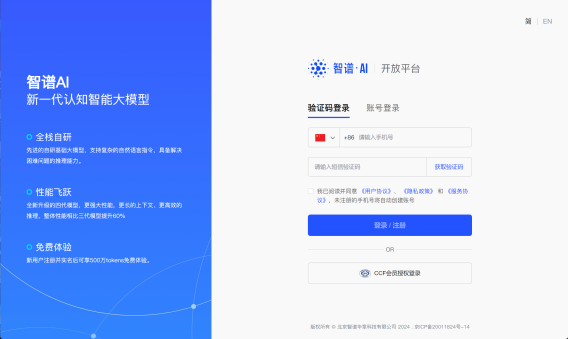 简 | EN
智谱AI
新一代认知智能大模型
全栈自研
先进的自研基础大模型，支持复杂的自然语言指令，具备解决
困难问题的推理能力。
性能飞跃
全新升级的四代模型，更强大性能、更长的上下文、更高效的
推理，整体性能相比三代模型提升60%
免费体验
新用户注册并实名后可享500万tokens免费体验。
智谱·AI | 开放平台
验证码登录 账号登录
+86 请输入手机号
请输入短信验证码 获取验证码
我已阅读并同意 《用户协议》、 《隐私政策》 和 《服务协
议》，未注册的手机号将自动创建账号
登录 / 注册
OR
CCF会员授权登录
版权所有 © 北京智谱华章科技有限公司 2024 . 京ICP备20011824号-14